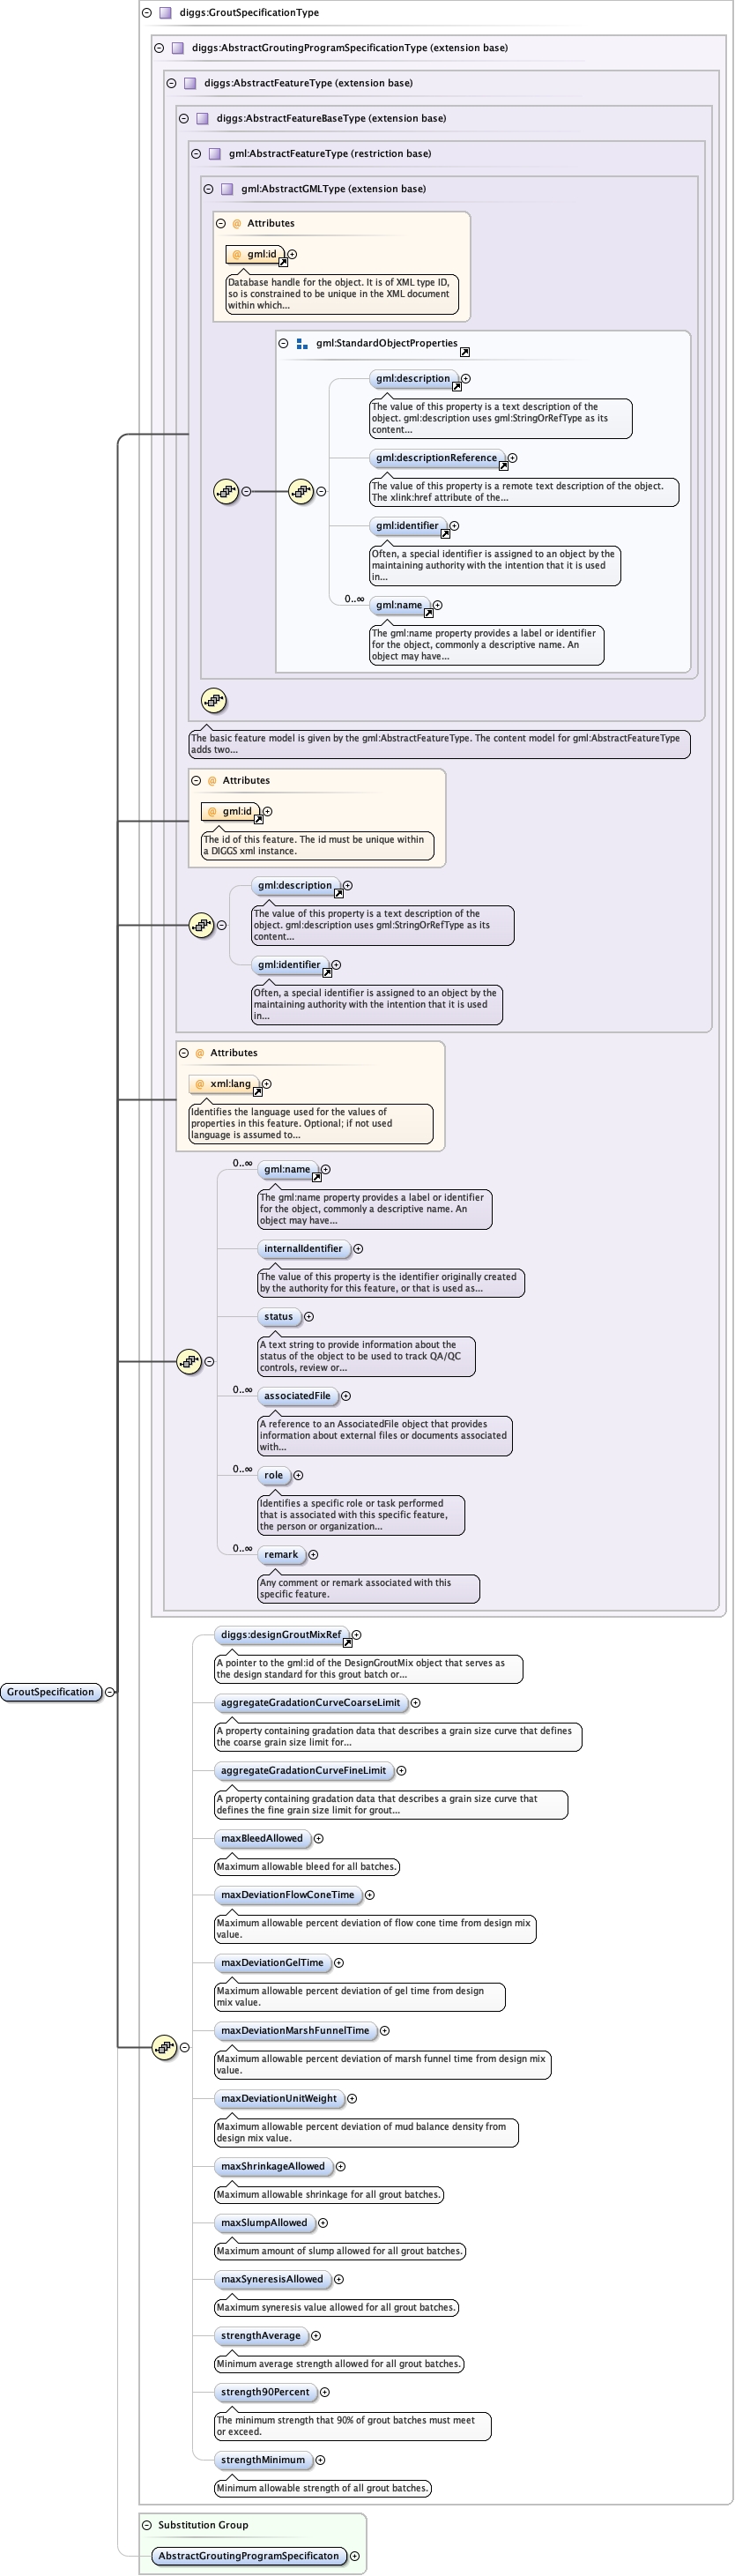 diggs:GroutSpecificationType
diggs:AbstractGroutingProgramSpecificationType (extension base)
diggs:AbstractFeatureType (extension base)
diggs:AbstractFeatureBaseType (extension base)
gml:AbstractFeatureType (restriction base)
gml:AbstractGMLType (extension base)
@ Attributes
@ gml:id
Database handle for the object. It is of XML type ID,
so is constrained to be unique in the XML document
within which...
gml:StandardObjectProperties
gml:description
The value of this property is a text description of the
object. gml:description uses gml:StringOrRefType as its
content...
gml:descriptionReference
The value of this property is a remote text description of the object.
The xlink:href attribute of the...
gml:identifier
Often, a special identifier is assigned to an object by the
maintaining authority with the intention that it is used
in...
0..∞
gml:name
The gml:name property provides a label or identifier
for the object, commonly a descriptive name. An
object may have...
The basic feature model is given by the gml:AbstractFeatureType. The content model for gml:AbstractFeatureType
adds two...
@ Attributes
@ gml:id
The id of this feature. The id must be unique within
a DIGGS xml instance.
gml:description
The value of this property is a text description of the
object. gml:description uses gml:StringOrRefType as its
content...
gml:identifier
Often, a special identifier is assigned to an object by the
maintaining authority with the intention that it is used
in...
@ Attributes
@ xml:lang
Identifies the language used for the values of
properties in this feature. Optional; if not used
language is assumed to...
0..∞
gml:name
The gml:name property provides a label or identifier
for the object, commonly a descriptive name. An
object may have...
internalIdentifier
The value of this property is the identifier originally created
by the authority for this feature, or that is used as...
status
A text string to provide information about the
status of the object to be used to track QA/QC
controls, review or...
0..∞
associatedFile
A reference to an AssociatedFile object that provides
information about external files or documents associated
with...
0..∞
role
Identifies a specific role or task performed
that is associated with this specific feature,
the person or organization...
0..∞
remark
Any comment or remark associated with this
specific feature.
diggs:designGroutMixRef
A pointer to the gml:id of the DesignGroutMix object that serves as
the design standard for this grout batch or...
GroutSpecification
aggregateGradationCurveCoarseLimit
A property containing gradation data that describes a grain size curve that defines
the coarse grain size limit for...
aggregateGradationCurveFineLimit
A property containing gradation data that describes a grain size curve that
defines the fine grain size limit for grout...
maxBleedAllowed
Maximum allowable bleed for all batches.
maxDeviationFlowConeTime
Maximum allowable percent deviation of flow cone time from design mix
value.
maxDeviationGelTime
Maximum allowable percent deviation of gel time from design
mix value.
maxDeviationMarshFunnelTime
Maximum allowable percent deviation of marsh funnel time from design mix
value.
maxDeviationUnitWeight
Maximum allowable percent deviation of mud balance density from
design mix value.
maxShrinkageAllowed
Maximum allowable shrinkage for all grout batches.
maxSlumpAllowed
Maximum amount of slump allowed for all grout batches.
maxSyneresisAllowed
Maximum syneresis value allowed for all grout batches.
strengthAverage
Minimum average strength allowed for all grout batches.
strength90Percent
The minimum strength that 90% of grout batches must meet
or exceed.
strengthMinimum
Minimum allowable strength of all grout batches.
Substitution Group
AbstractGroutingProgramSpecificaton